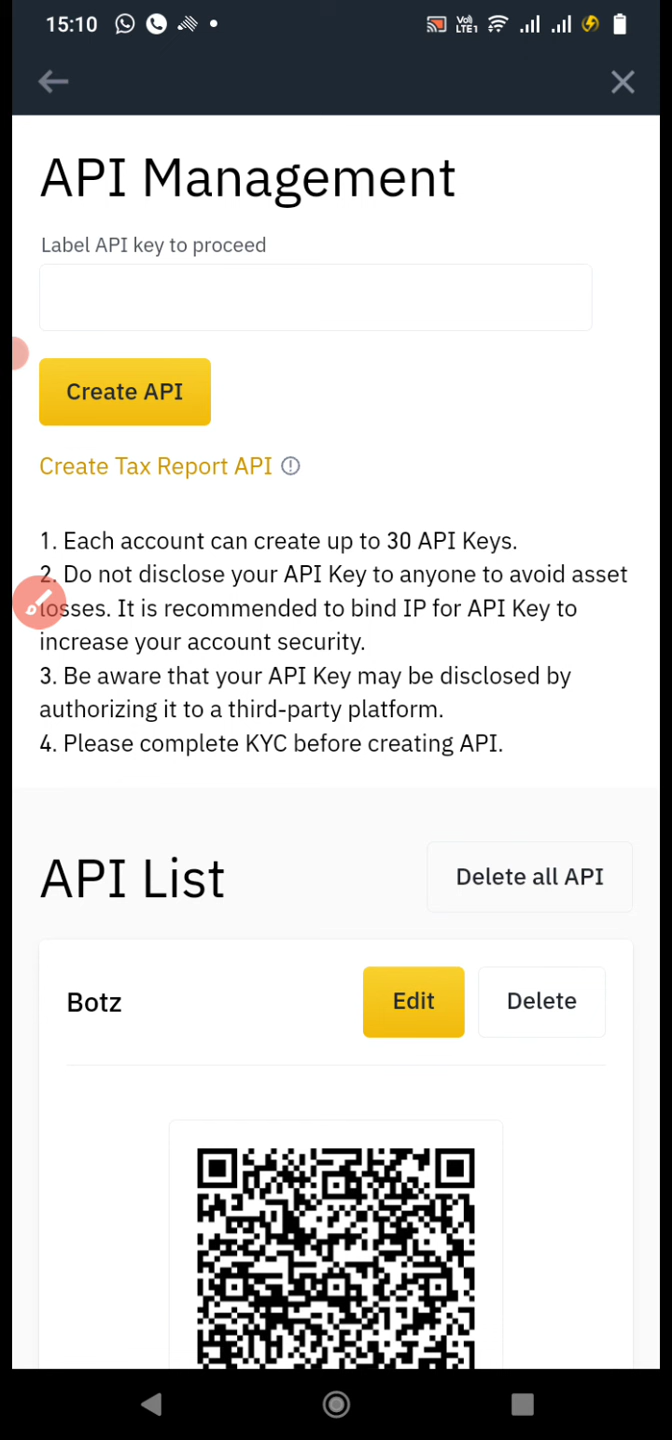 15:10
Vo) LTE1
API Management
Label API key to proceed
Create API
Create Tax Report API
1. Each account can create up to 30 API Keys.
2. Do not disclose your API Key to anyone to avoid asset
losses. It is recommended to bind IP for API Key to
increase your account security.
3. Be aware that your API Key may be disclosed by
authorizing it to a third-party platform.
4. Please complete KYC before creating API.
API List
Delete all API
Botz
Edit
Delete